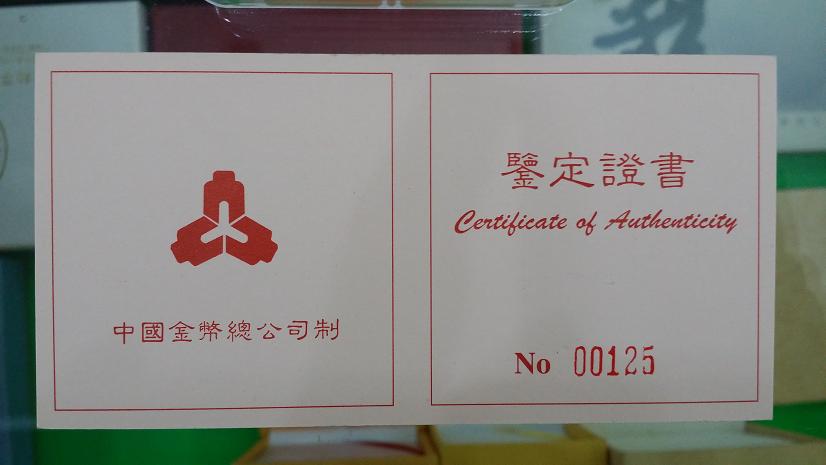 中國金幣總公司制
鑒定證書
Certificate of Authenticity
No 00125